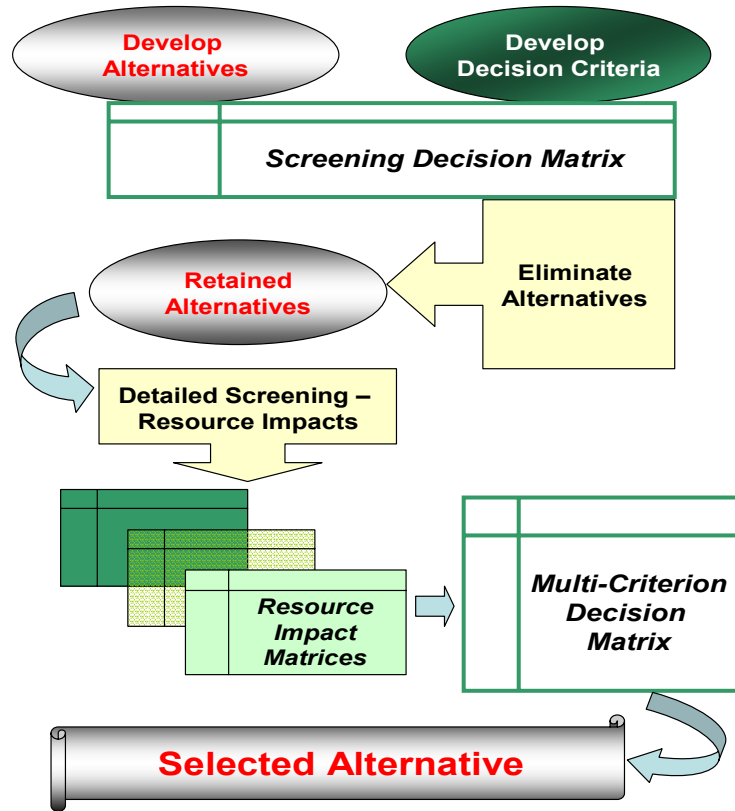 Develop
Alternatives
Develop
Decision Criteria
Screening Decision Matrix
Eliminate
Alternatives
Retained
Alternatives
Detailed Screening –
Resource Impacts
Resource
Impact
Matrices
Multi-Criterion
Decision
Matrix
Selected Alternative